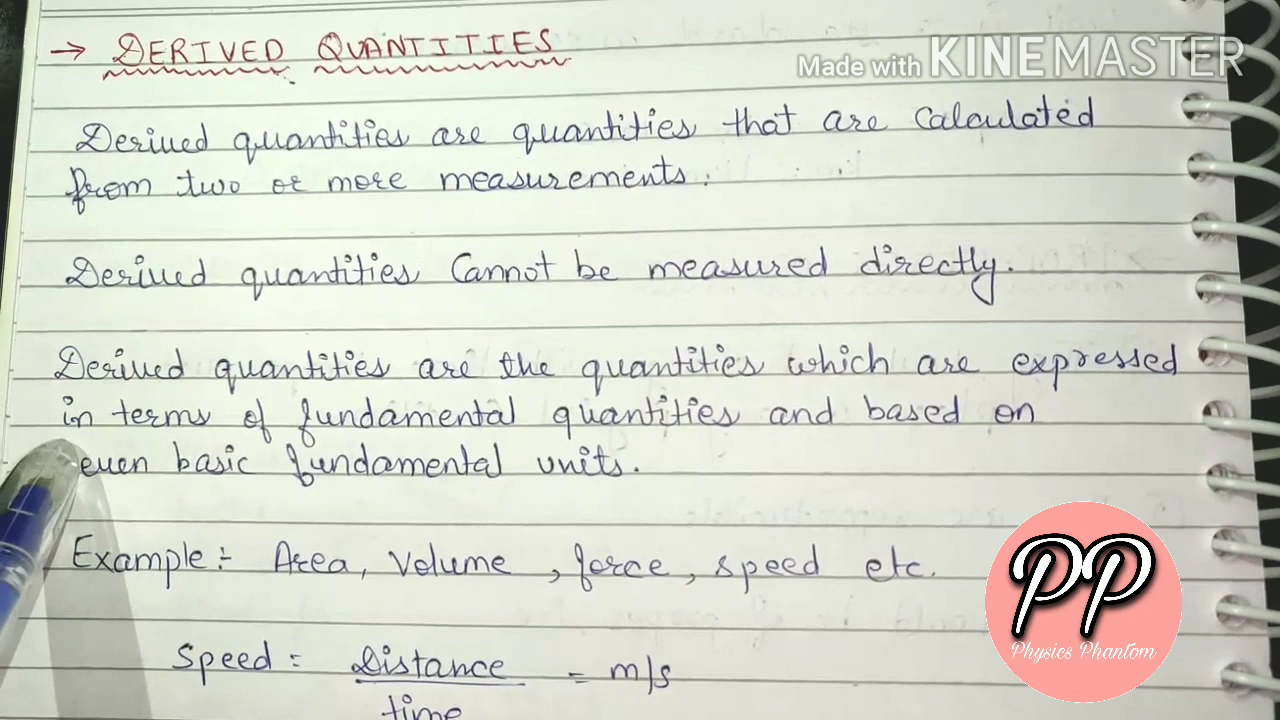 → DERIVED QUANTITIES
Made with KINEMASTER
Derived quantities are quantities that are Calculated
from two or more measurements.
Derived quantities Cannot be measured directly.
Derived quantities are the quantities which are expressed
in terms of fundamental quantities and based on
even basic fundamental units.
Example:- Area, Volume, force, speed etc.
Speed = Distance = m/s
time
PP
Physics Phantom